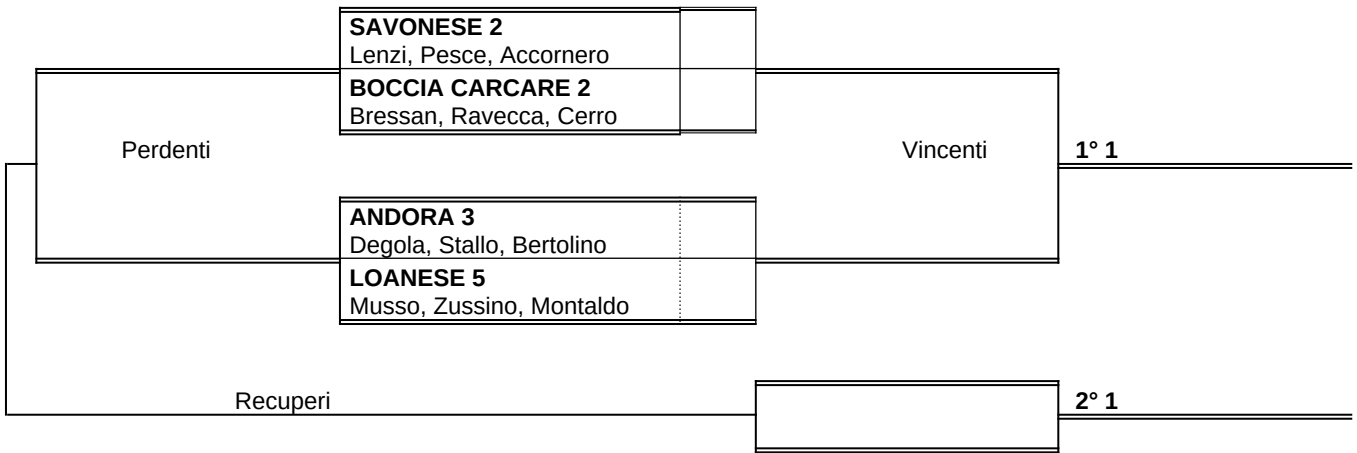 SAVONESE 2
Lenzi, Pesce, Accornero
BOCCIA CARCARE 2
Bressan, Ravecca, Cerro
Perdenti
Vincenti
1° 1
ANDORA 3
Degola, Stallo, Bertolino
LOANESE 5
Musso, Zussino, Montaldo
Recuperi
2° 1